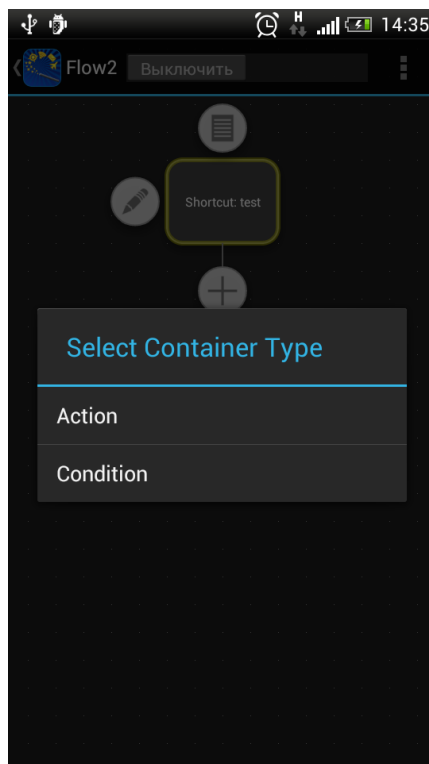 H 14:35
Flow2 Выключить
Shortcut: test
Select Container Type
Action
Condition